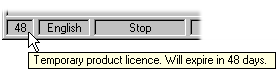 48 English Stop
Temporary product licence. Will expire in 48 days.